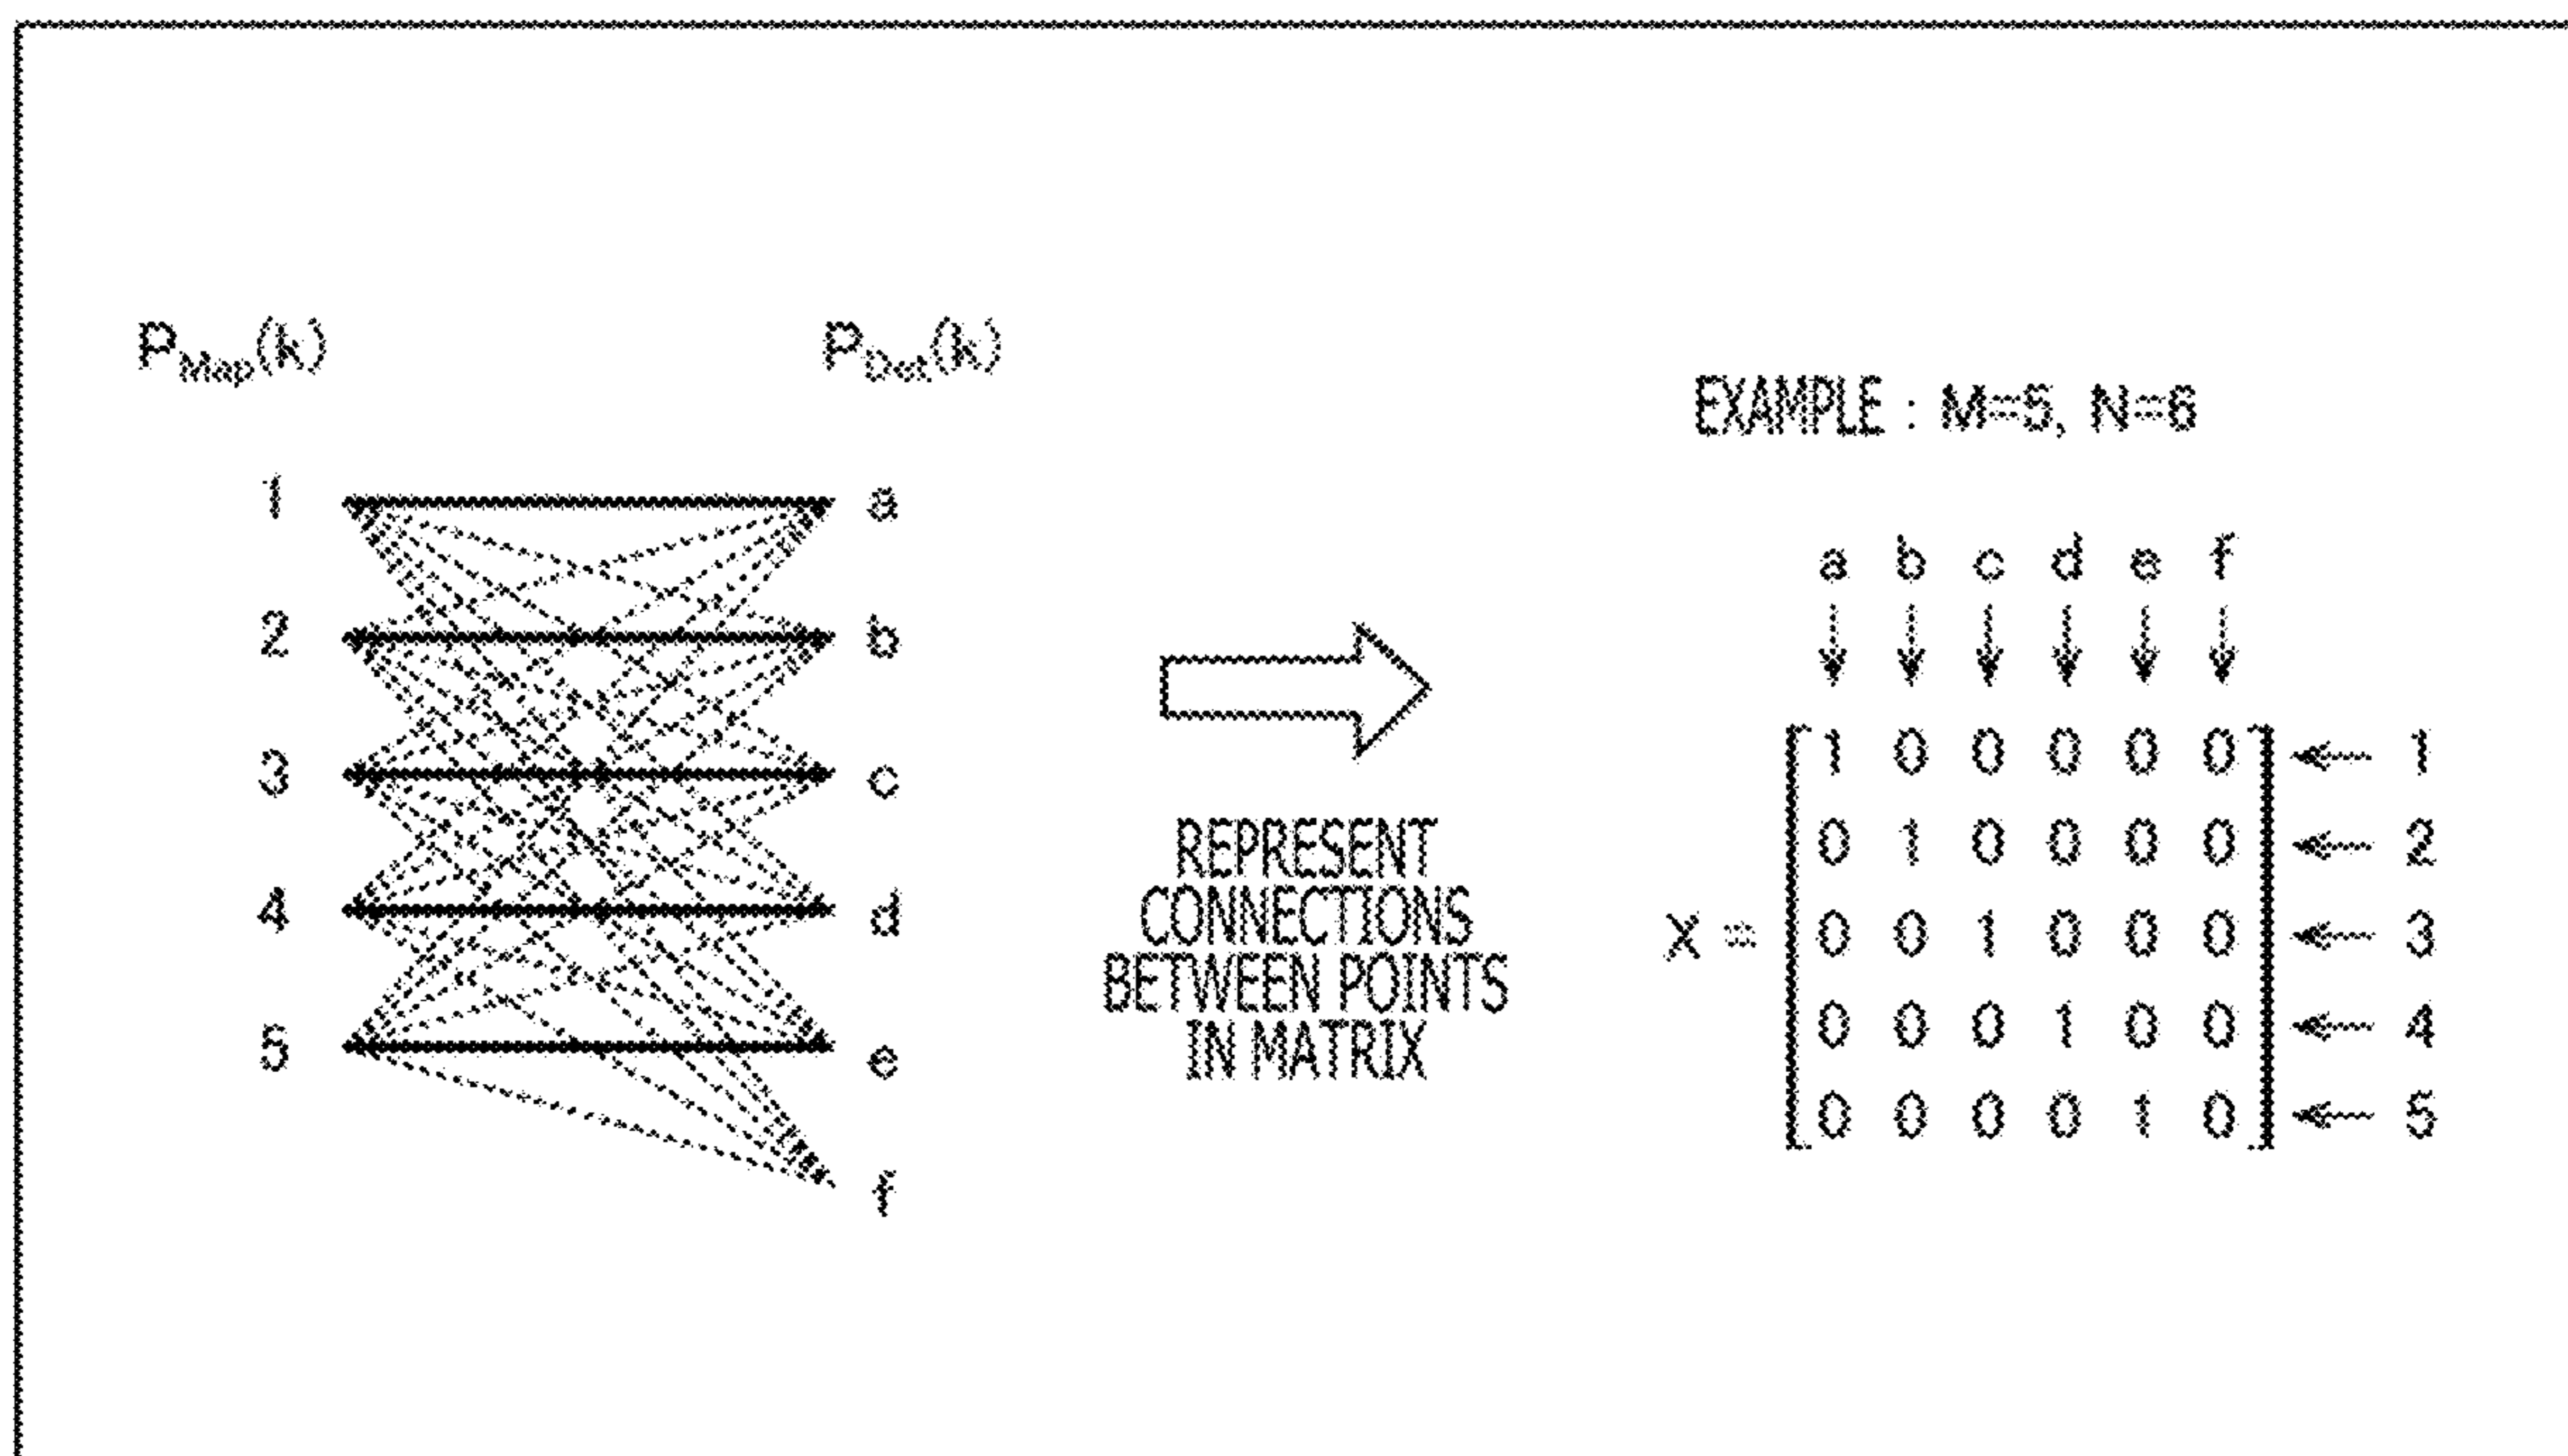 P_Map(k) P_Det(k)
EXAMPLE : M=5, N=6
1 a
2 b
3 c
4 d
5 e
f
REPRESENT
CONNECTIONS
BETWEEN POINTS
IN MATRIX
a b c d e f
1 0 0 0 0 0 1
0 1 0 0 0 0 2
X = 0 0 1 0 0 0 3
0 0 0 1 0 0 4
0 0 0 0 1 0 5